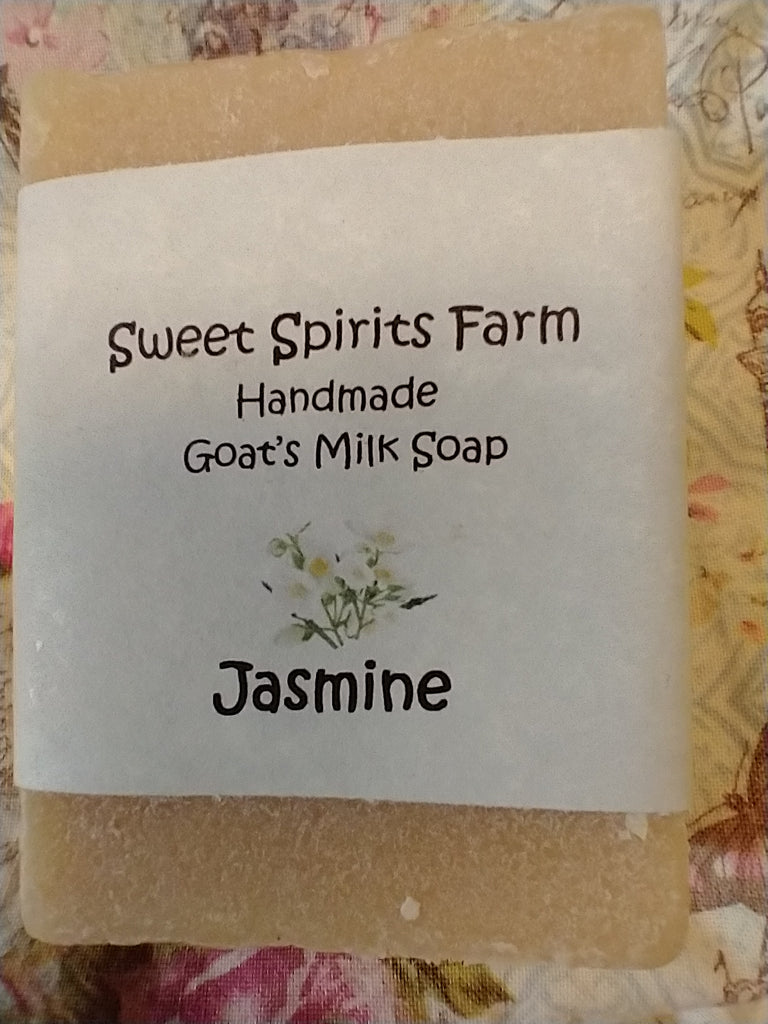 Sweet Spirits Farm
Handmade
Goat's Milk Soap
Jasmine